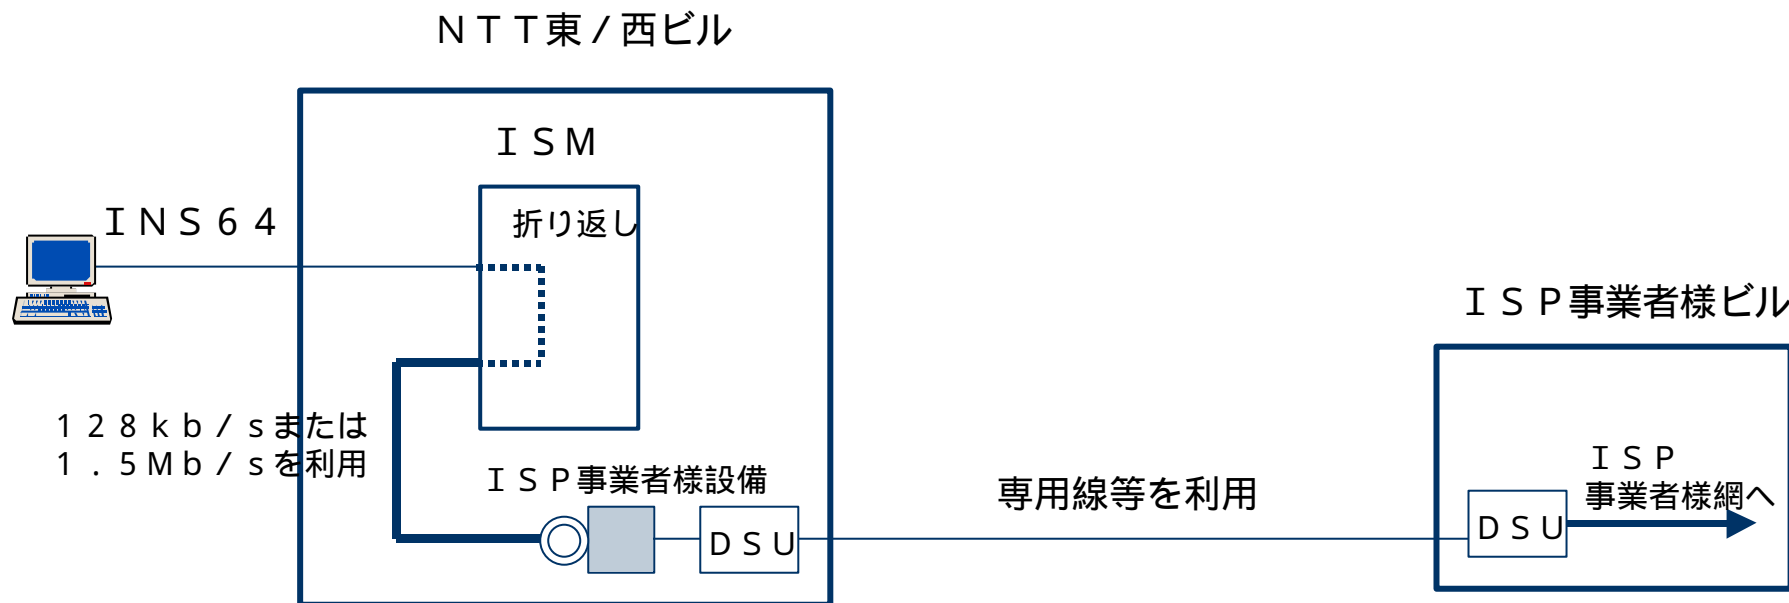 ＮＴＴ東/西ビル
ＩＳＭ
ＩＮＳ６４
折り返し
ＩＳＰ事業者様ビル
１２８ｋｂ/ｓまたは
１．５Ｍｂ/ｓを利用
ＩＳＰ事業者様設備
専用線等を利用
ＩＳＰ
事業者様網へ
ＤＳＵ
ＤＳＵ